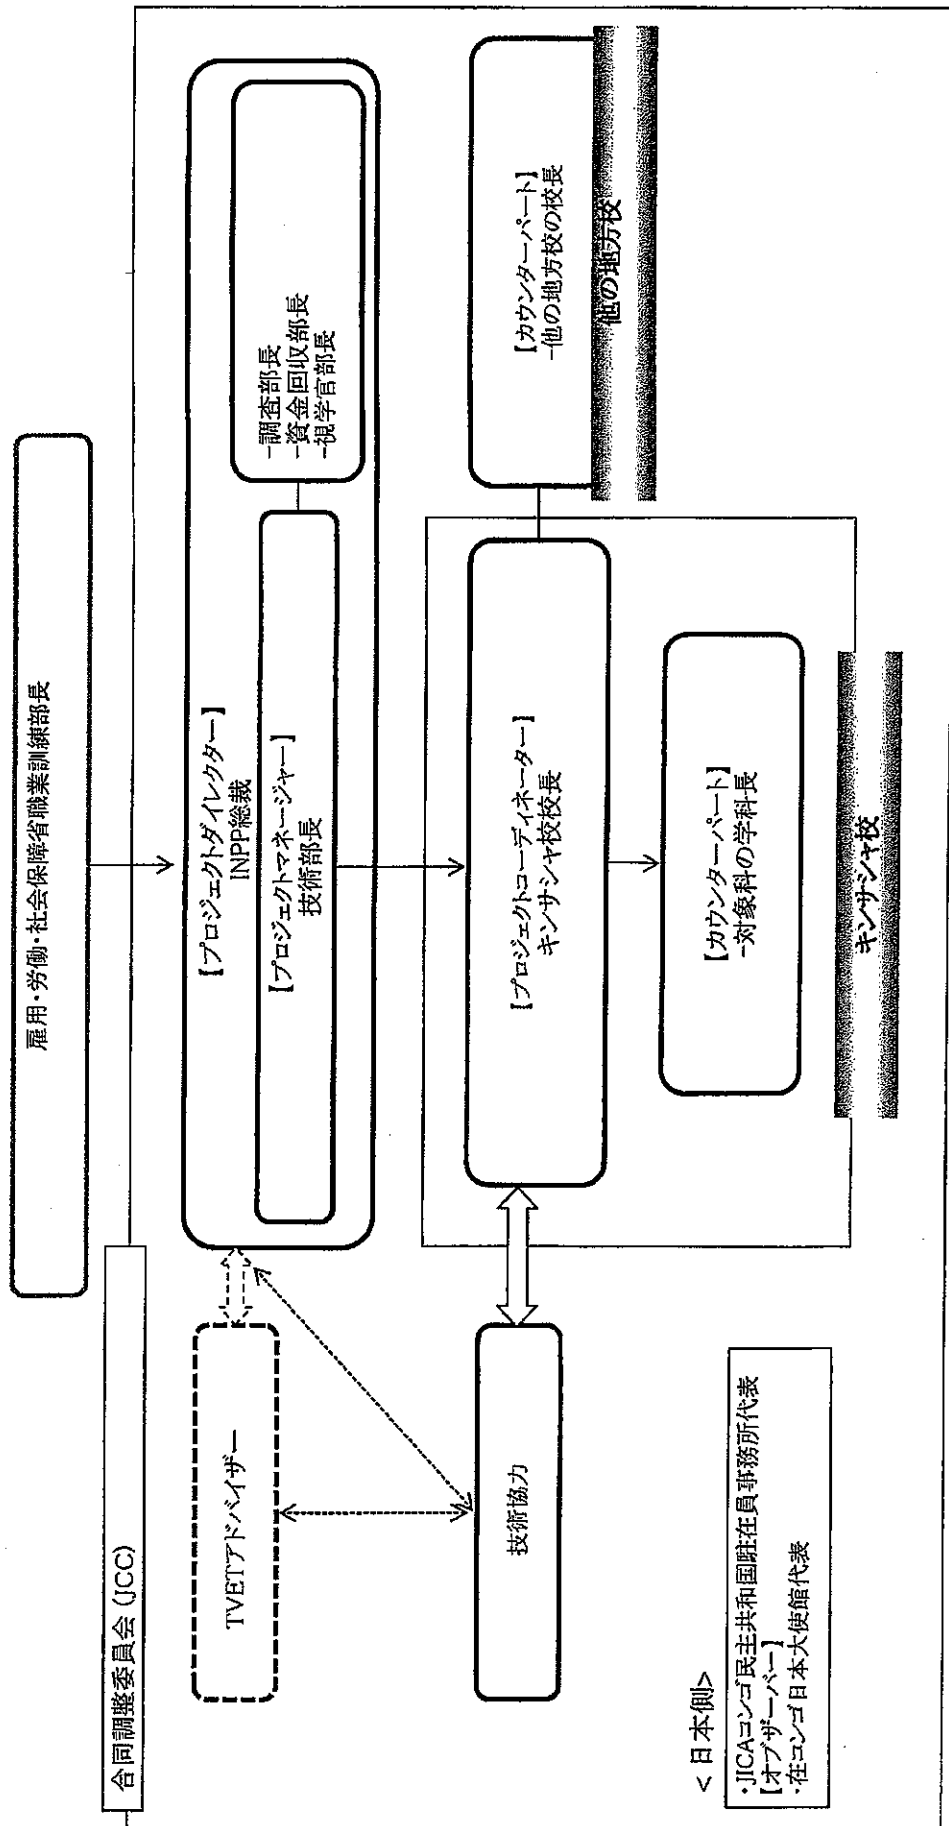 雇用・労働・社会保障省職業訓練部長
合同調整委員会 (JCC)
TVETアドバイザー
【プロジェクトダイレクター】
INPP総裁
【プロジェクトマネージャー】
技術部長
-調査部長
-資金回収部長
-視学官部長
技術協力
【プロジェクトコーディネーター】
キンサシャ校校長
【カウンターパート】
-他の地方校の校長
他の地方校
【カウンターパート】
-対象科の学科長
キンサシャ校
<日本側>
・JICAコンゴ民主共和国駐在員事務所代表
【オブザーバー】
・在コンゴ日本大使館代表